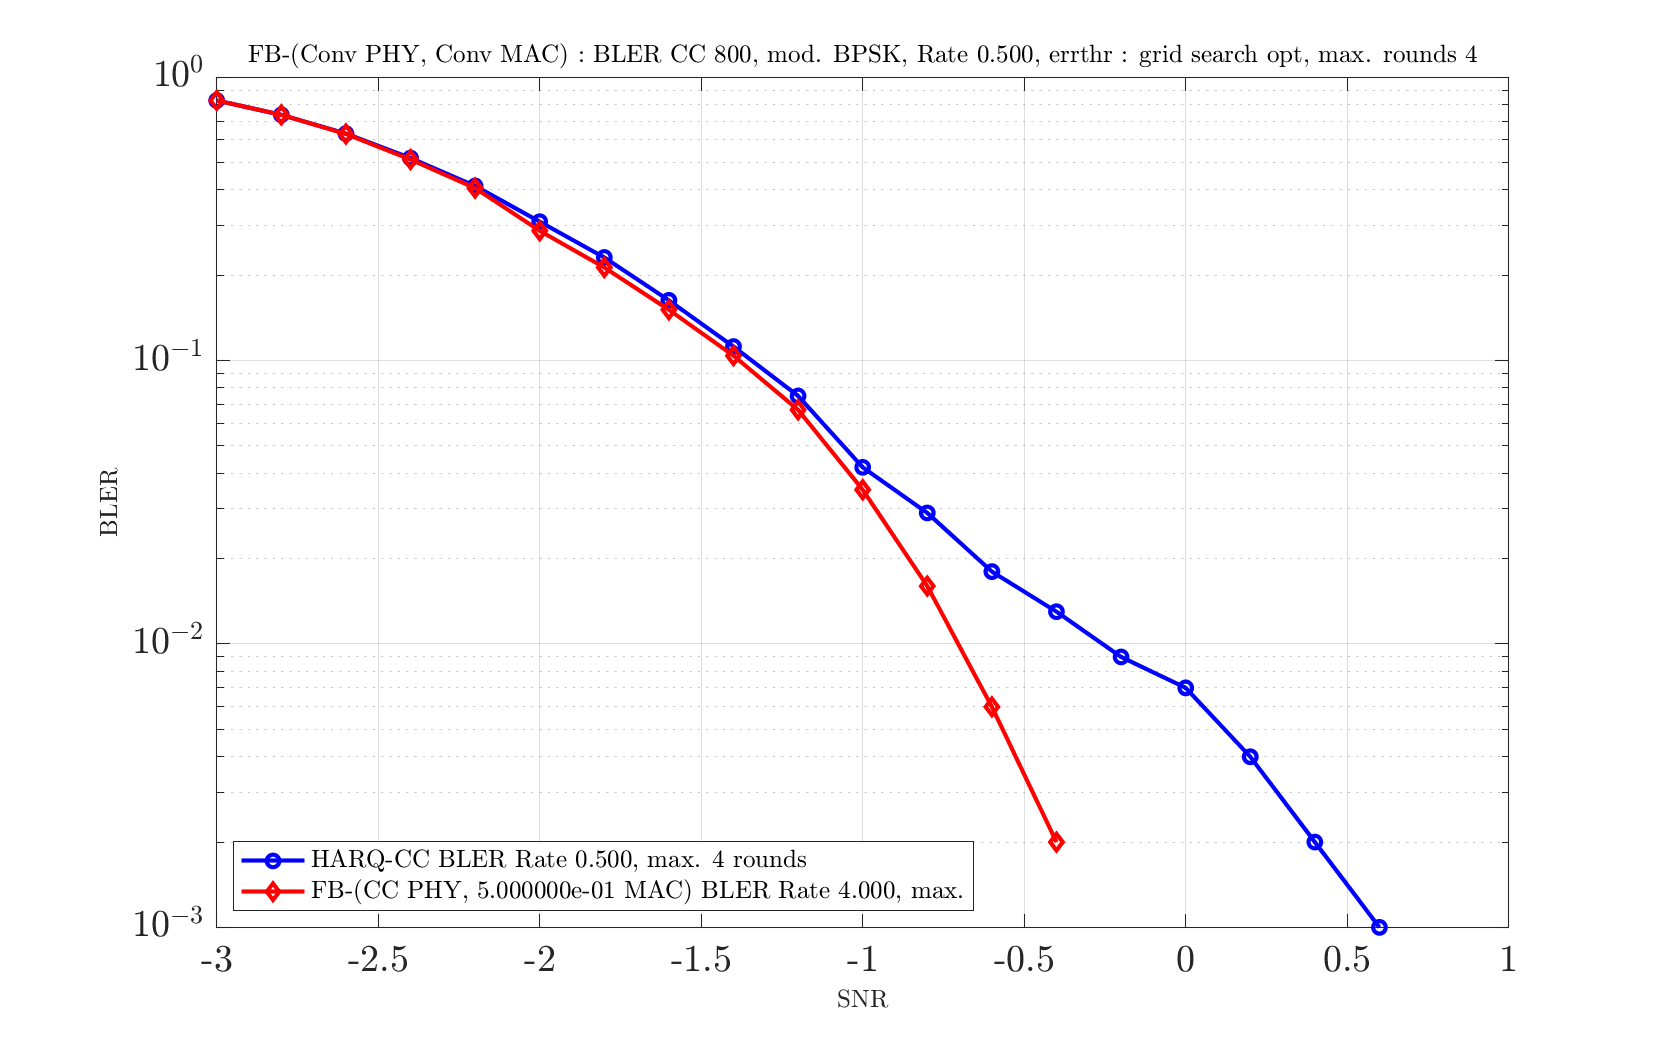 FB-(Conv PHY, Conv MAC) : BLER CC 800, mod. BPSK, Rate 0.500, errthr : grid search opt, max. rounds 4
10^0
10^{-1}
10^{-2}
10^{-3}
BLER
HARQ-CC BLER Rate 0.500, max. 4 rounds
FB-(CC PHY, 5.000000e-01 MAC) BLER Rate 4.000, max.
-3 -2.5 -2 -1.5 -1 -0.5 0 0.5 1
SNR